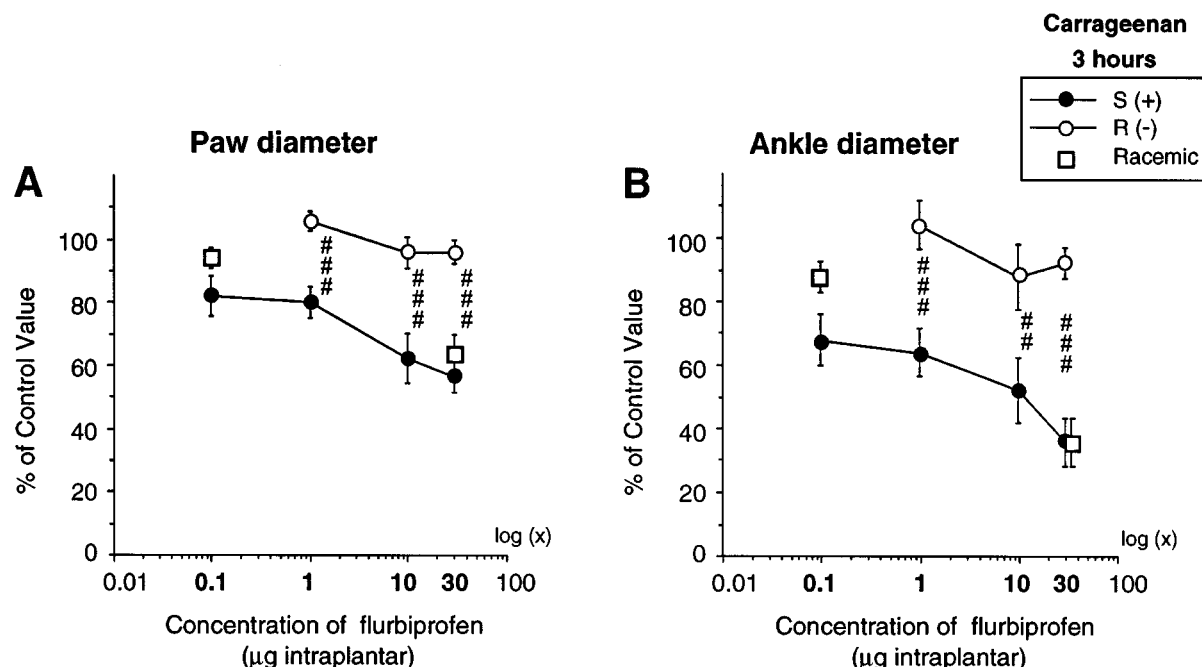 Carrageenan
3 hours
S (+)
R (-)
Racemic
Paw diameter
A
% of Control Value
100
80
60
40
20
0
###
###
###
log (x)
0.01 0.1 1 10 30 100
Concentration of flurbiprofen
(μg intraplantar)
Ankle diameter
B
% of Control Value
100
80
60
40
20
0
###
##
###
log (x)
0.01 0.1 1 10 30 100
Concentration of flurbiprofen
(μg intraplantar)